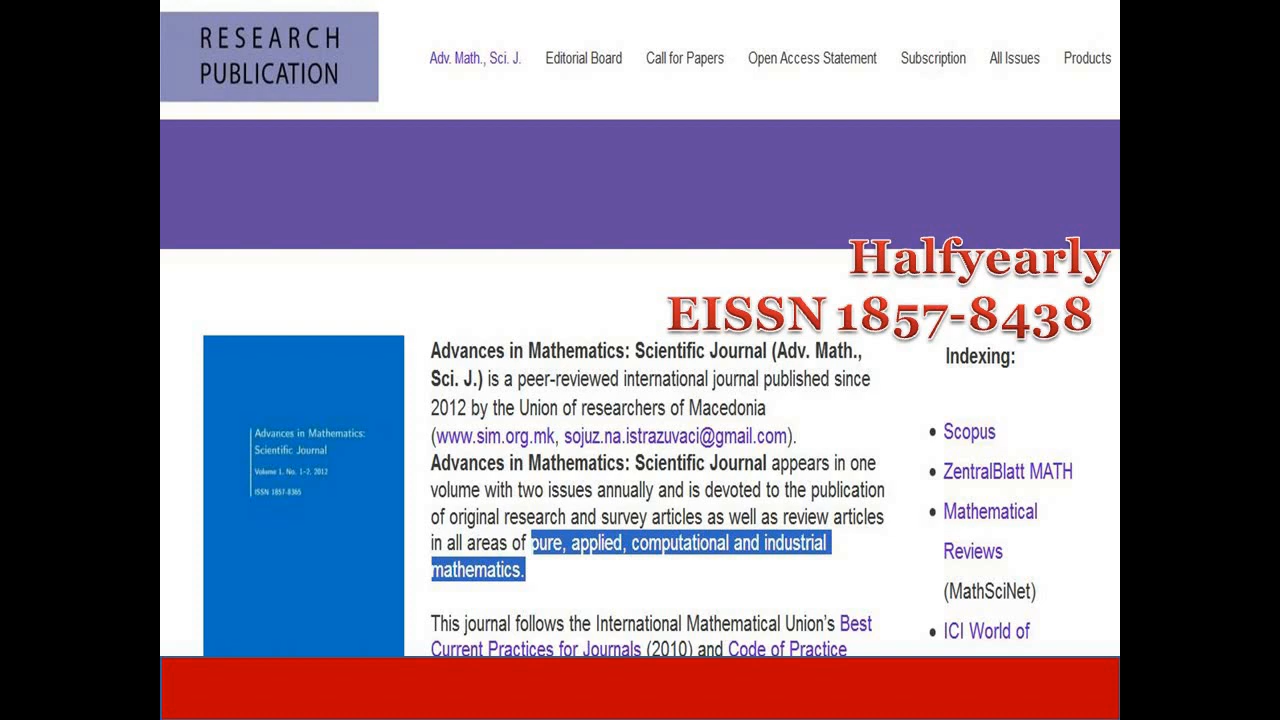 RESEARCH
PUBLICATION
Adv. Math., Sci. J. Editorial Board Call for Papers Open Access Statement Subscription All Issues Products
Halfyearly
EISSN 1857-8438
Advances in Mathematics:
Scientific Journal
Volume 1, No. 1-2, 2012
ISSN 1857-8365
Advances in Mathematics: Scientific Journal (Adv. Math.,
Sci. J.) is a peer-reviewed international journal published since
2012 by the Union of researchers of Macedonia
(www.sim.org.mk, sojuz.na.istrazuvaci@gmail.com).
Advances in Mathematics: Scientific Journal appears in one
volume with two issues annually and is devoted to the publication
of original research and survey articles as well as review articles
in all areas of pure, applied, computational and industrial
mathematics.
This journal follows the International Mathematical Union’s Best
Current Practices for Journals (2010) and Code of Practice
Indexing:
• Scopus
• ZentralBlatt MATH
• Mathematical
Reviews
(MathSciNet)
• ICI World of